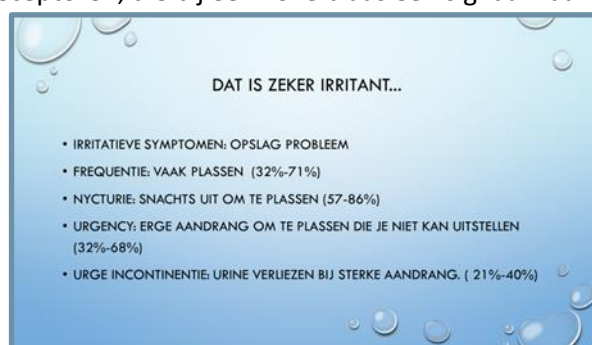 DAT IS ZEKER IRRITANT...
• IRRITATIEVE SYMPTOMEN: OPSLAG PROBLEEM
• FREQUENTIE: VAAK PLASSEN (32%-71%)
• NYCTURIE: SNACHTS UIT OM TE PLASSEN (57-86%)
• URGENCY: ERGE AANDRANG OM TE PLASSEN DIE JE NIET KAN UITSTELLEN
(32%-68%)
• URGE INCONTINENTIE: URINE VERLIEZEN BIJ STERKE AANDRANG. ( 21%-40%)